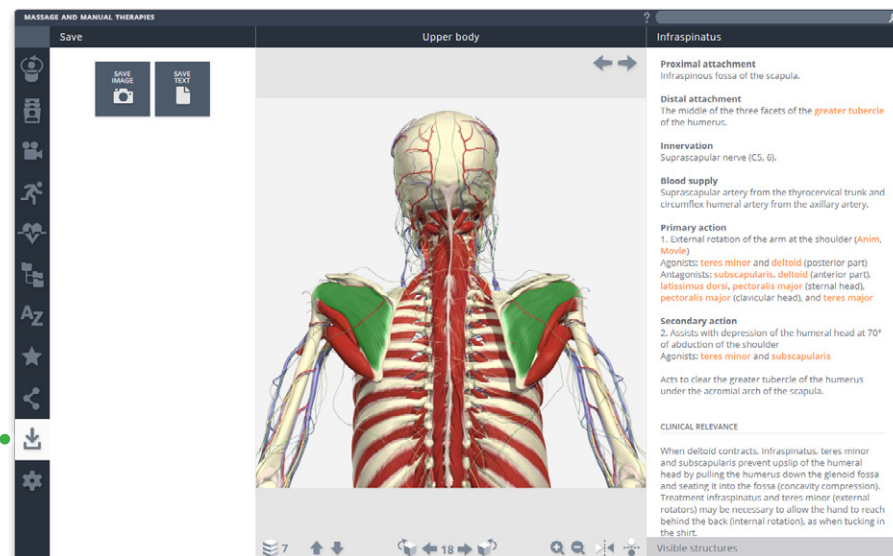 MASSAGE AND MANUAL THERAPIES
?
Save
Upper body
Infraspinatus
SAVE
IMAGE
SAVE
TEXT
AZ
Proximal attachment
Infraspinous fossa of the scapula.
Distal attachment
The middle of the three facets of the greater tubercle
of the humerus.
Innervation
Suprascapular nerve (C5, 6).
Blood supply
Suprascapular artery from the thyrocervical trunk and
circumflex humeral artery from the axillary artery.
Primary action
1. External rotation of the arm at the shoulder (Anim,
Movie)
Agonists: teres minor and deltoid (posterior part)
Antagonists: subscapularis, deltoid (anterior part),
latissimus dorsi, pectoralis major (sternal head),
pectoralis major (clavicular head), and teres major
Secondary action
2. Assists with depression of the humeral head at 70°
of abduction of the shoulder
Agonists: teres minor and subscapularis
Acts to clear the greater tubercle of the humerus
under the acromial arch of the scapula.
CLINICAL RELEVANCE
When deltoid contracts, infraspinatus, teres minor
and subscapularis prevent upslip of the humeral
head by pulling the humerus down the glenoid fossa
and seating it into the fossa (concavity compression).
Treatment infraspinatus and teres minor (external
rotators) may be necessary to allow the hand to reach
behind the back (internal rotation), as when tucking in
the shirt.
7
18
Visible structures